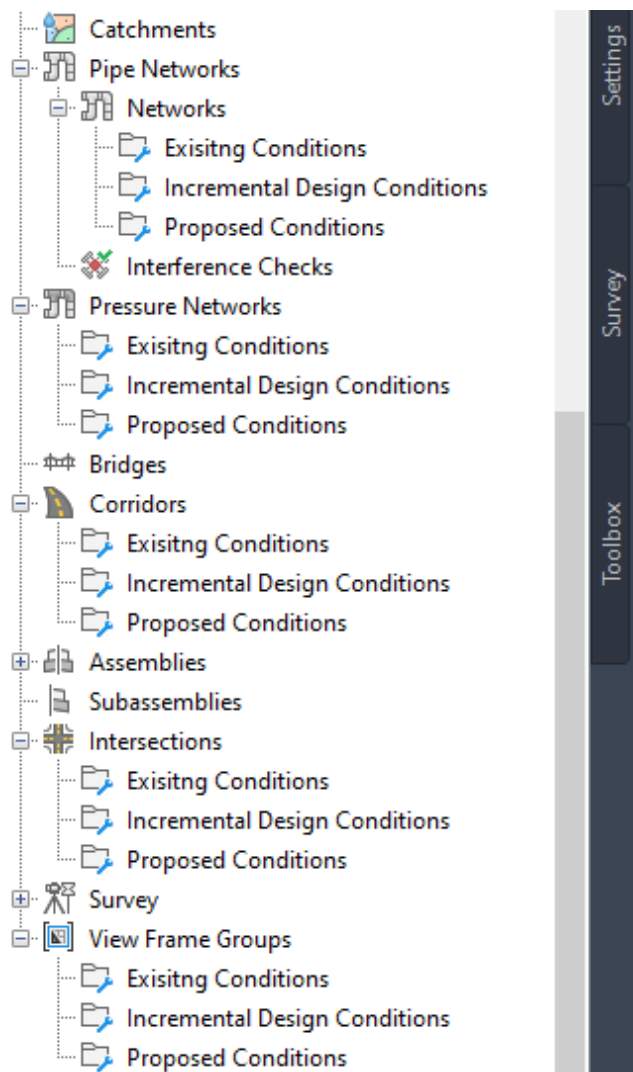 Catchments
Pipe Networks
Networks
Exisitng Conditions
Incremental Design Conditions
Proposed Conditions
Interference Checks
Pressure Networks
Exisitng Conditions
Incremental Design Conditions
Proposed Conditions
Bridges
Corridors
Exisitng Conditions
Incremental Design Conditions
Proposed Conditions
Assemblies
Subassemblies
Intersections
Exisitng Conditions
Incremental Design Conditions
Proposed Conditions
Survey
View Frame Groups
Exisitng Conditions
Incremental Design Conditions
Proposed Conditions
Settings
Survey
Toolbox